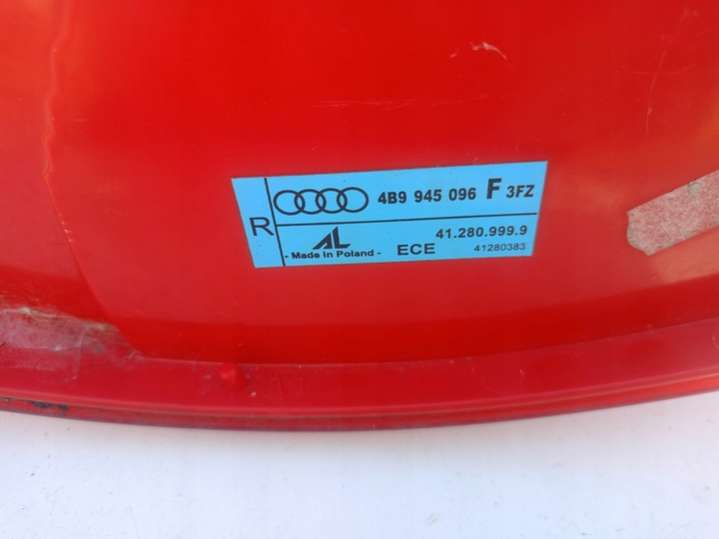 R
4B9 945 096 F 3FZ
41.280.999.9
AL
- Made In Poland - ECE 41280383